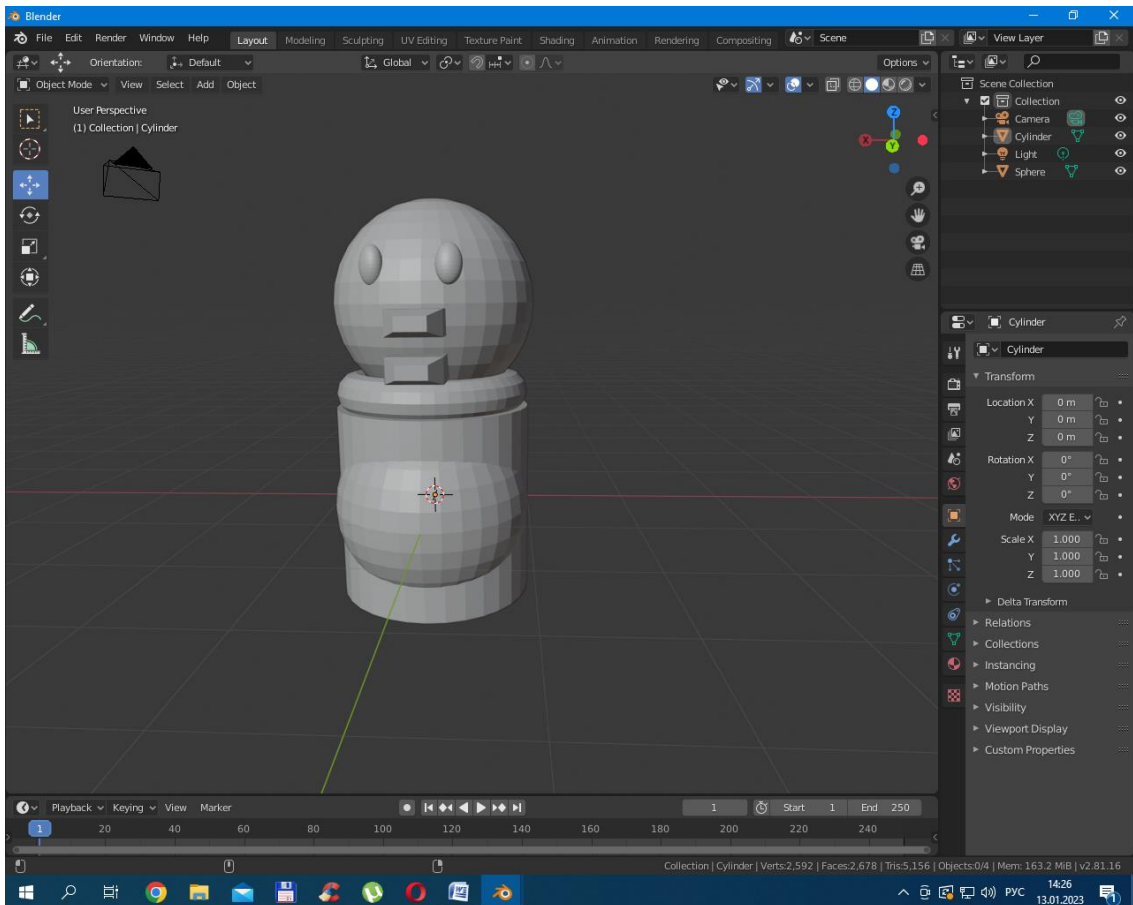 Blender
File Edit Render Window Help Layout Modeling Sculpting UV Editing Texture Paint Shading Animation Rendering Compositing Scene View Layer
Orientation: Default Global Options
Object Mode View Select Add Object
User Perspective
(1) Collection | Cylinder
Z
X
Y
Scene Collection
Collection
Camera
Cylinder
Light
Sphere
Cylinder
Cylinder
Transform
Location X 0 m
Y 0 m
Z 0 m
Rotation X 0°
Y 0°
Z 0°
Mode XYZ E..
Scale X 1.000
Y 1.000
Z 1.000
Delta Transform
Relations
Collections
Instancing
Motion Paths
Visibility
Viewport Display
Custom Properties
Playback Keying View Marker 1 Start 1 End 250
1 20 40 60 80 100 120 140 160 180 200 220 240
Collection | Cylinder | Verts:2,592 | Faces:2,678 | Tris:5,156 | Objects:0/4 | Mem: 163.2 MiB | v2.81.16
РУС 14:26
13.01.2023